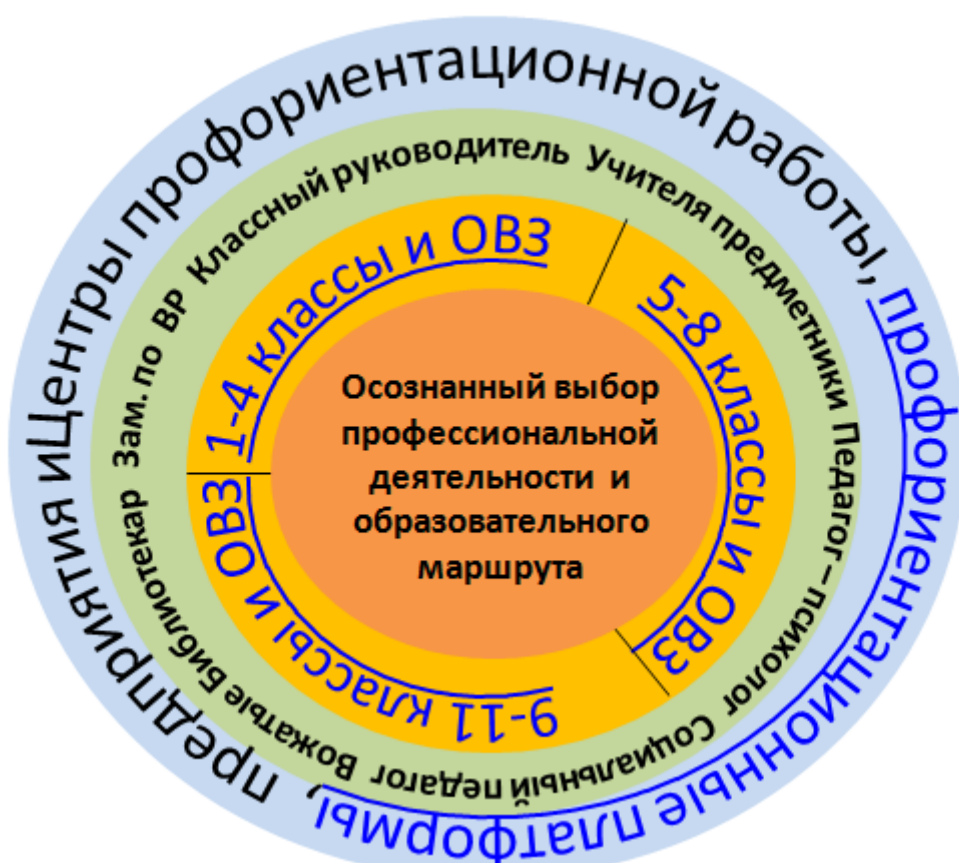 Центры профориентационной работы, профориентационные платформы, предприятия и
Зам. по ВР Классный руководитель Учителя предметники Педагог – психолог Социальный педагог Вожатые Библиотекар
1-4 классы и ОВЗ
5-8 классы и ОВЗ
9-11 классы и ОВЗ
Осознанный выбор
профессиональной
деятельности и
образовательного
маршрута